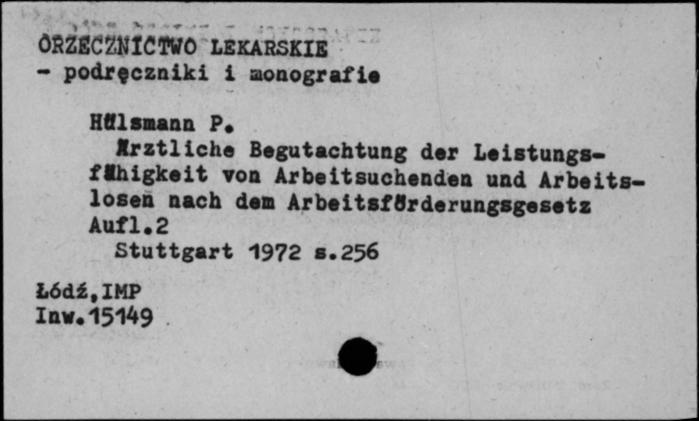 ORZECZNICTWO LEKARSKIE
- podręczniki i monografie
Hülsmann P.
Ärztliche Begutachtung der Leistungs-
fähigkeit von Arbeitsuchenden und Arbeits-
losen nach dem Arbeitsförderungsgesetz
Aufl.2
Stuttgart 1972 s.256
Łódź,IMP
Inw.15149